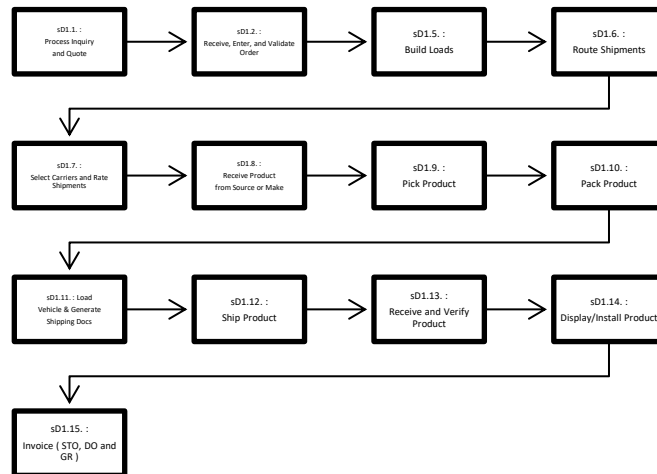 sD1.1. :
Process Inquiry
and Quote
sD1.2. :
Receive, Enter, and Validate
Order
sD1.5. :
Build Loads
sD1.6. :
Route Shipments
sD1.7. :
Select Carriers and Rate
Shipments
sD1.8. :
Receive Product
from Source or Make
sD1.9. :
Pick Product
sD1.10. :
Pack Product
sD1.11. : Load
Vehicle & Generate
Shipping Docs
sD1.12. :
Ship Product
sD1.13. :
Receive and Verify
Product
sD1.14. :
Display/Install Product
sD1.15. :
Invoice ( STO, DO and
GR )